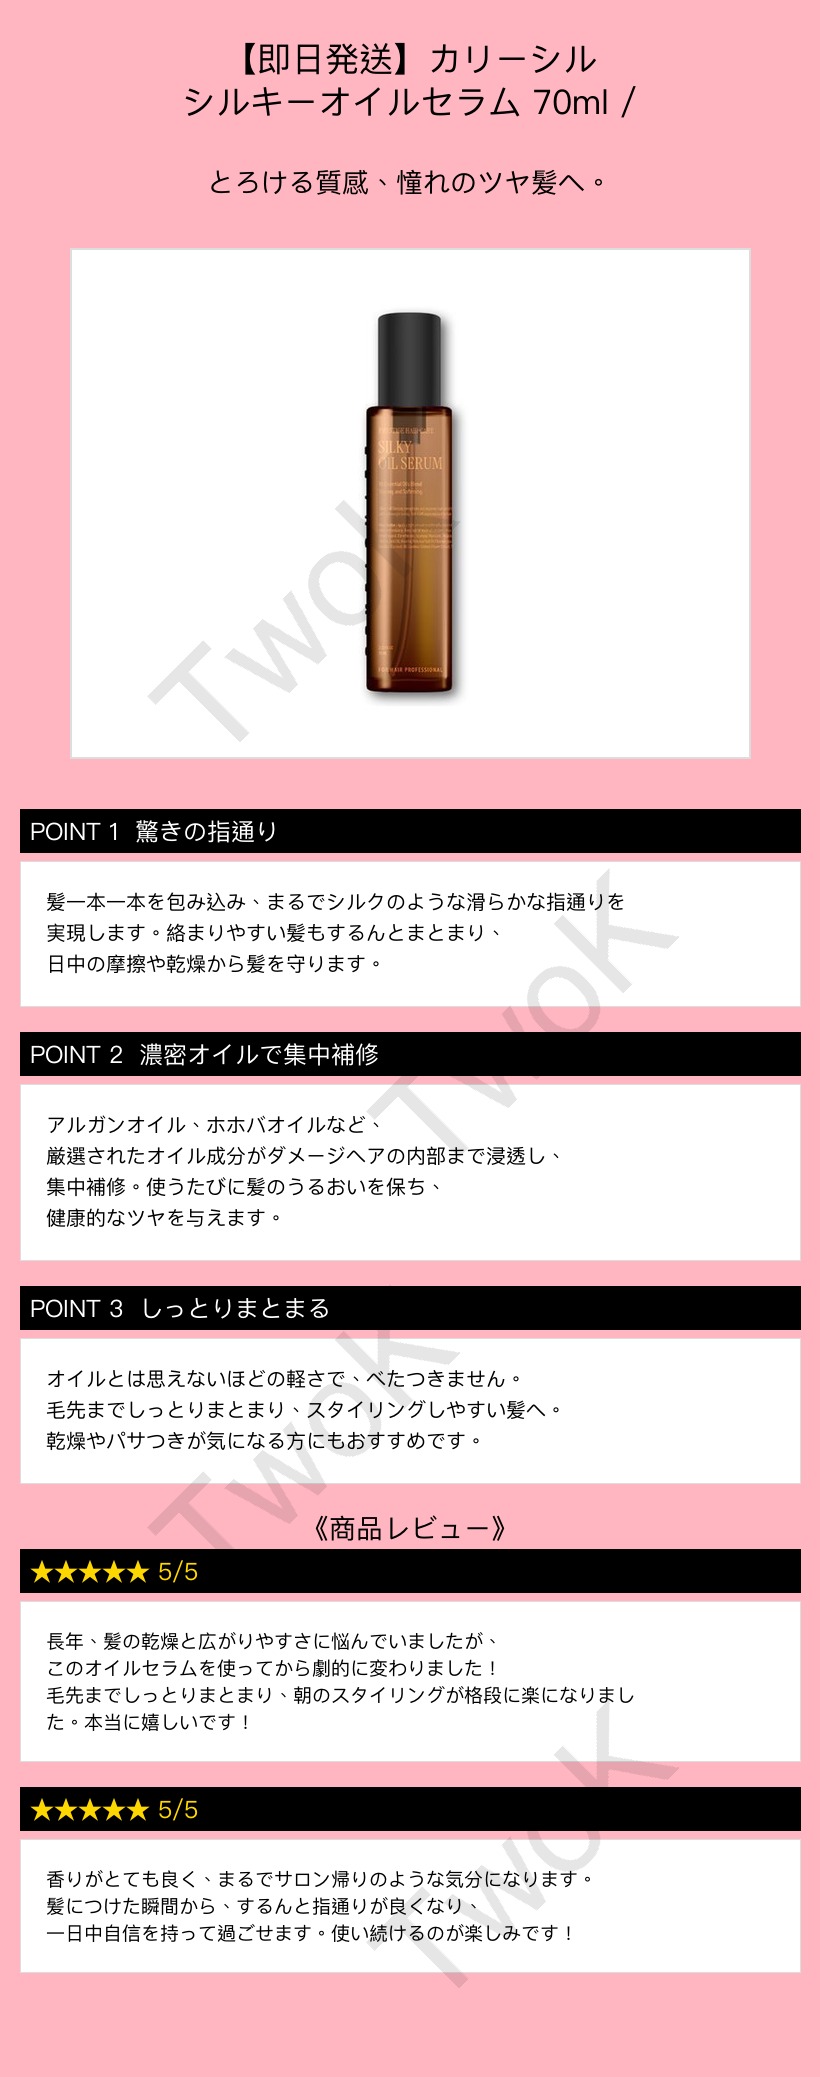 【即日発送】カリーシル
シルキーオイルセラム 70ml /
とろける質感、憧れのツヤ髪へ。
SILKY
OIL SERUM
HAIR PROFESSIONAL
TwoK
POINT 1 驚きの指通り
髪一本一本を包み込み、まるでシルクのような滑らかな指通りを
実現します。絡まりやすい髪もするんとまとまり、
日中の摩擦や乾燥から髪を守ります。
TwoK
POINT 2 濃密オイルで集中補修
アルガンオイル、ホホバオイルなど、
厳選されたオイル成分がダメージヘアの内部まで浸透し、
集中補修。使うたびに髪のうるおいを保ち、
健康的なツヤを与えます。
POINT 3 しっとりまとまる
オイルとは思えないほどの軽さで、べたつきません。
毛先までしっとりまとまり、スタイリングしやすい髪へ。
乾燥やパサつきが気になる方にもおすすめです。
TwoK
《商品レビュー》
★★★★★ 5/5
長年、髪の乾燥と広がりやすさに悩んでいましたが、
このオイルセラムを使ってから劇的に変わりました！
毛先までしっとりまとまり、朝のスタイリングが格段に楽になりまし
た。本当に嬉しいです！
★★★★★ 5/5
香りがとても良く、まるでサロン帰りのような気分になります。
髪につけた瞬間から、するんと指通りが良くなり、
一日中自信を持って過ごせます。使い続けるのが楽しみです！
TwoK